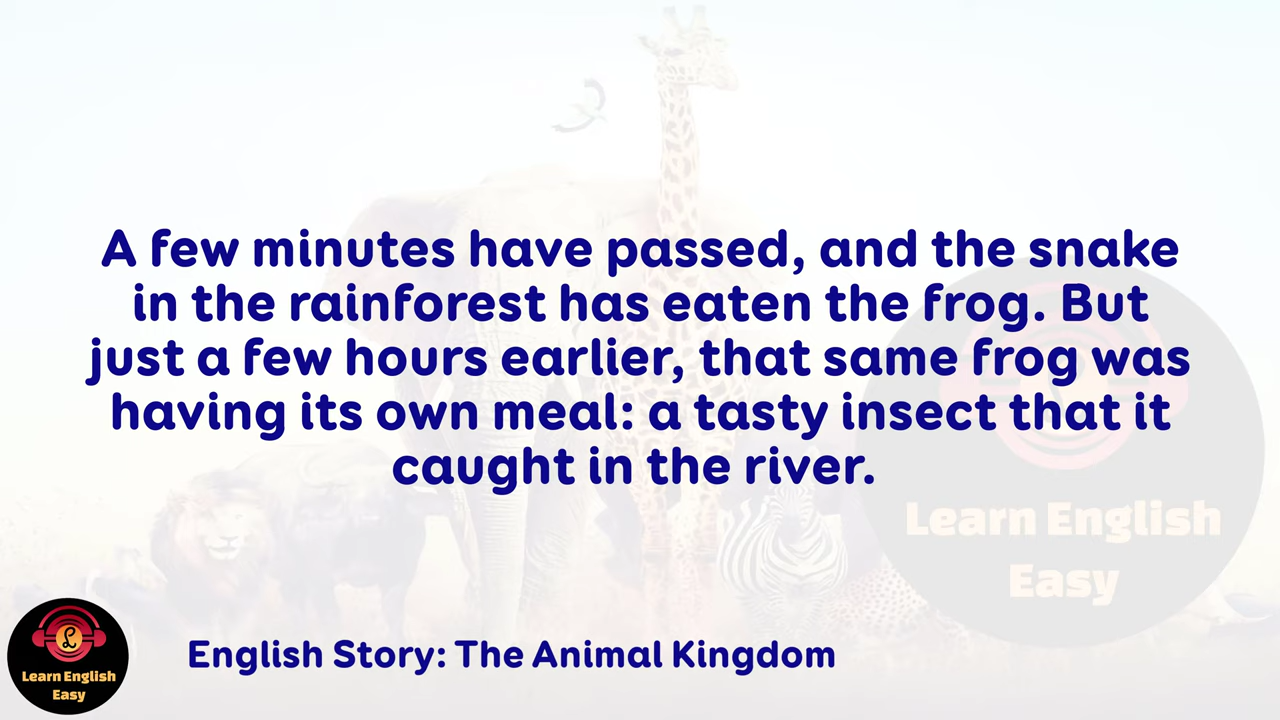 A few minutes have passed, and the snake
in the rainforest has eaten the frog. But
just a few hours earlier, that same frog was
having its own meal: a tasty insect that it
caught in the river.
Learn English
Easy
English Story: The Animal Kingdom
L
Learn English
Easy